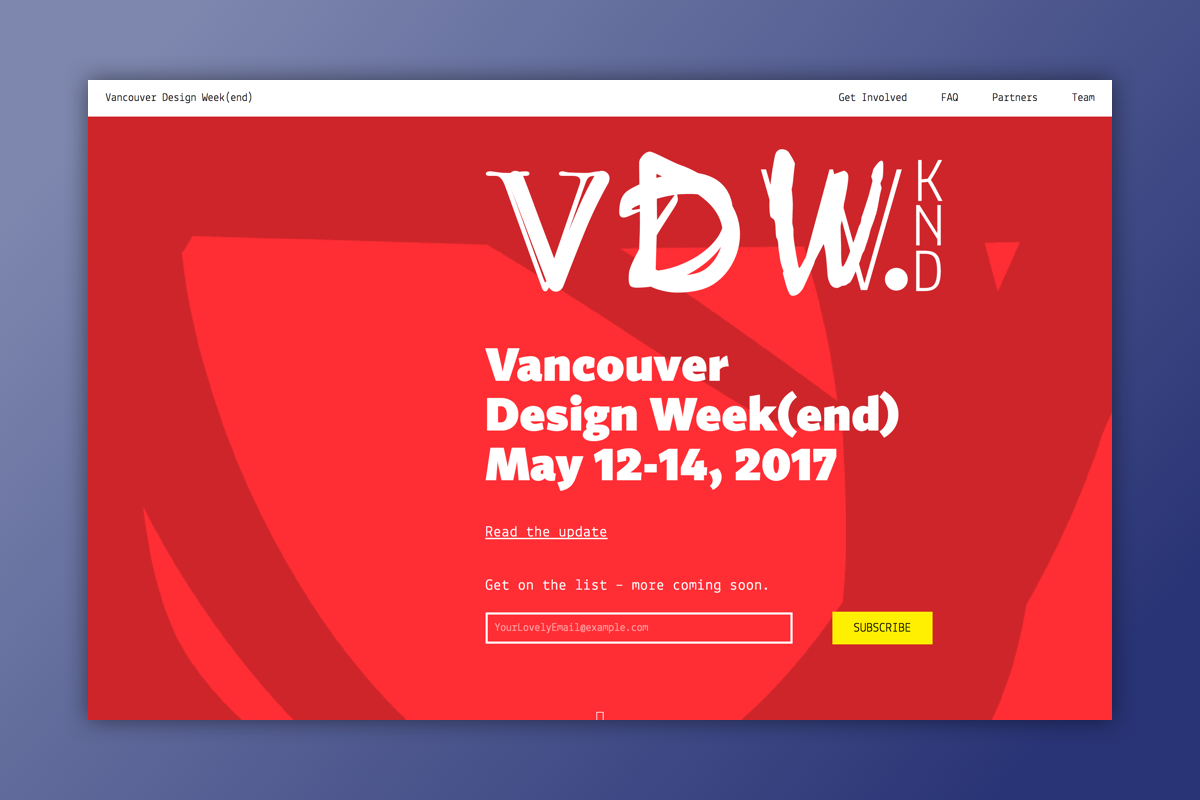 Vancouver Design Week(end)
Get Involved FAQ Partners Team
VDW.
KND
Vancouver
Design Week(end)
May 12-14, 2017
Read the update
Get on the list - more coming soon.
YourLovelyEmail@example.com
SUBSCRIBE